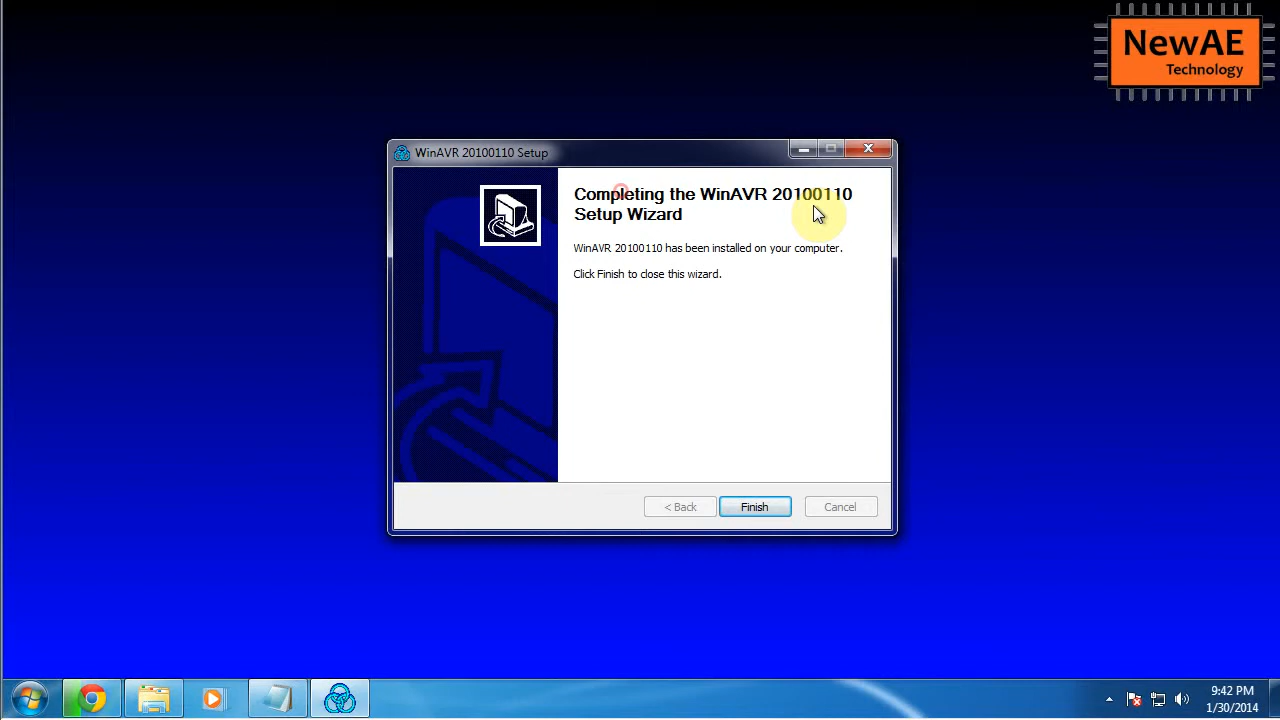 NewAE
Technology
WinAVR 20100110 Setup
Completing the WinAVR 20100110
Setup Wizard
WinAVR 20100110 has been installed on your computer.
Click Finish to close this wizard.
< Back
Finish
Cancel
9:42 PM
1/30/2014